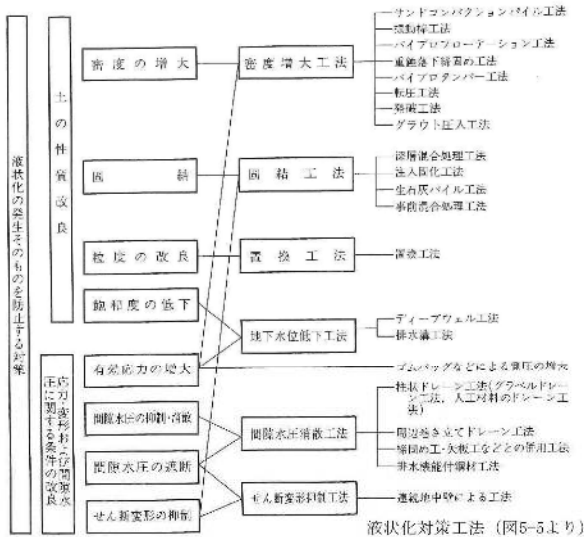 液状化の発生そのものを防止する対策
土の性質改良
密度の増大
密度増大工法
サンドコンパクションパイル工法
振動棒工法
バイブロフローテーション工法
重錘落下締固め工法
バイブロタンパー工法
転圧工法
発破工法
グラウト圧入工法
固結
固結工法
深層混合処理工法
注入固化工法
生石灰パイル工法
事前混合処理工法
粒度の改良
置換工法
置換工法
飽和度の低下
地下水位低下工法
ディープウェル工法
排水溝工法
応力・変形および間隙水
圧に関する条件の改良
有効応力の増大
ゴムバッグなどによる側圧の増大
間隙水圧の抑制・消散
間隙水圧消散工法
柱状ドレーン工法(グラベルドレー
ン工法，人工材料のドレーン工
法)
周辺巻き立てドレーン工法
締固め工・矢板工などとの併用工法
排水機能付鋼材工法
間隙水圧の遮断
せん断変形抑制工法
連続地中壁による工法
せん断変形の抑制
液状化対策工法（図5-5より）